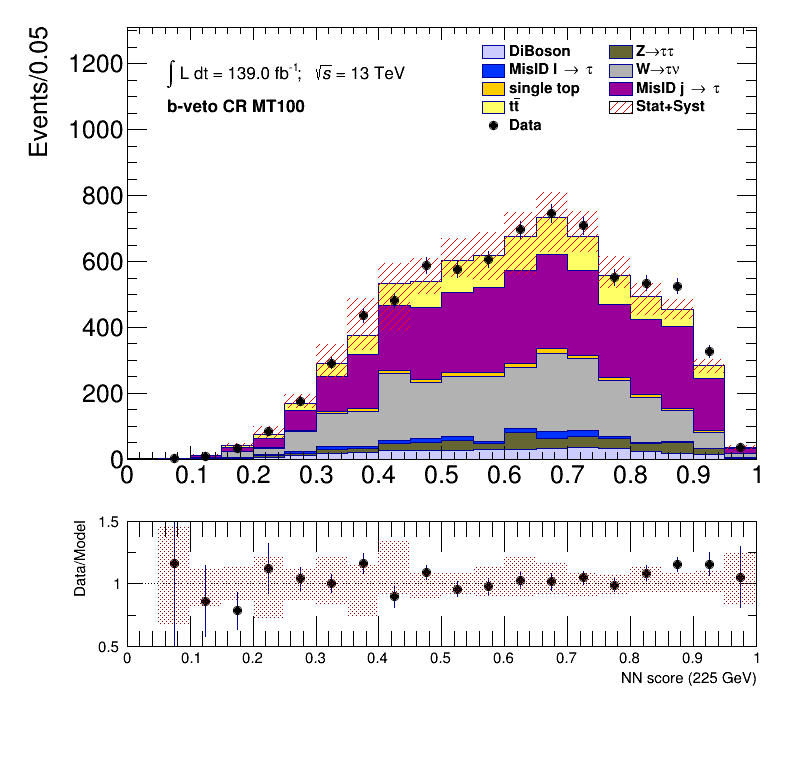 Events/0.05
1200
1000
800
600
400
200
0
∫ L dt = 139.0 fb⁻¹; √s = 13 TeV
b-veto CR MT100
DiBoson
MisID l → τ
single top
tt̄
Data
Z→ττ
W→τν
MisID j → τ
Stat+Syst
0 0.1 0.2 0.3 0.4 0.5 0.6 0.7 0.8 0.9 1
Data/Model
1.5
1
0.5
0 0.1 0.2 0.3 0.4 0.5 0.6 0.7 0.8 0.9 1
NN score (225 GeV)